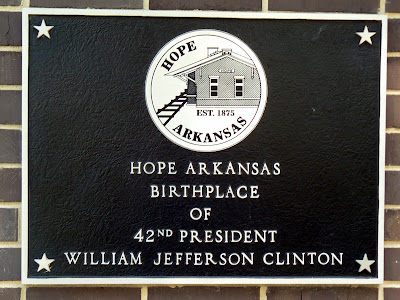 HOPE
EST. 1875
ARKANSAS
HOPE ARKANSAS
BIRTHPLACE
OF
42ND PRESIDENT
WILLIAM JEFFERSON CLINTON